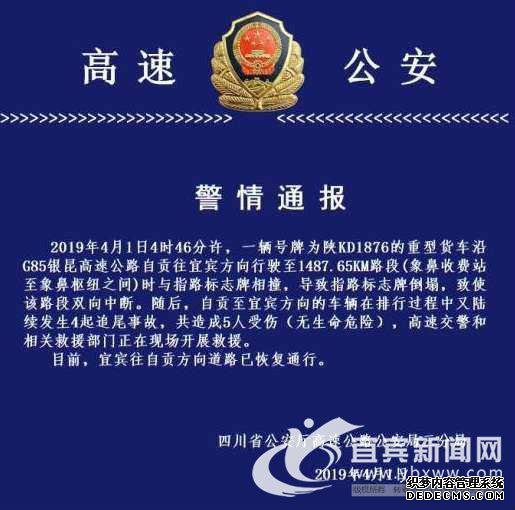 高速 公安
>>>>>>>>>>>>>>>>>>>>>>>>>> <<<<<<<<<<<<<<<<<<<<<<<<<<
警情通报
2019年4月1日4时46分许，一辆号牌为陕KD1876的重型货车沿
G85银昆高速公路自贡往宜宾方向行驶至1487.65KM路段(象鼻收费站
至象鼻枢纽之间)时与指路标志牌相撞，导致指路标志牌倒塌，致使
该路段双向中断。随后，自贡至宜宾方向的车辆在排行过程中又陆
续发生4起追尾事故，共造成5人受伤（无生命危险），高速交警和
相关救援部门正在现场开展救援。
目前，宜宾往自贡方向道路已恢复通行。
四川省公安厅高速公路公安局二分局
宜宾新闻网
2019年4月1日
版权所有
织梦内容管理系统
DEDECMS.COM